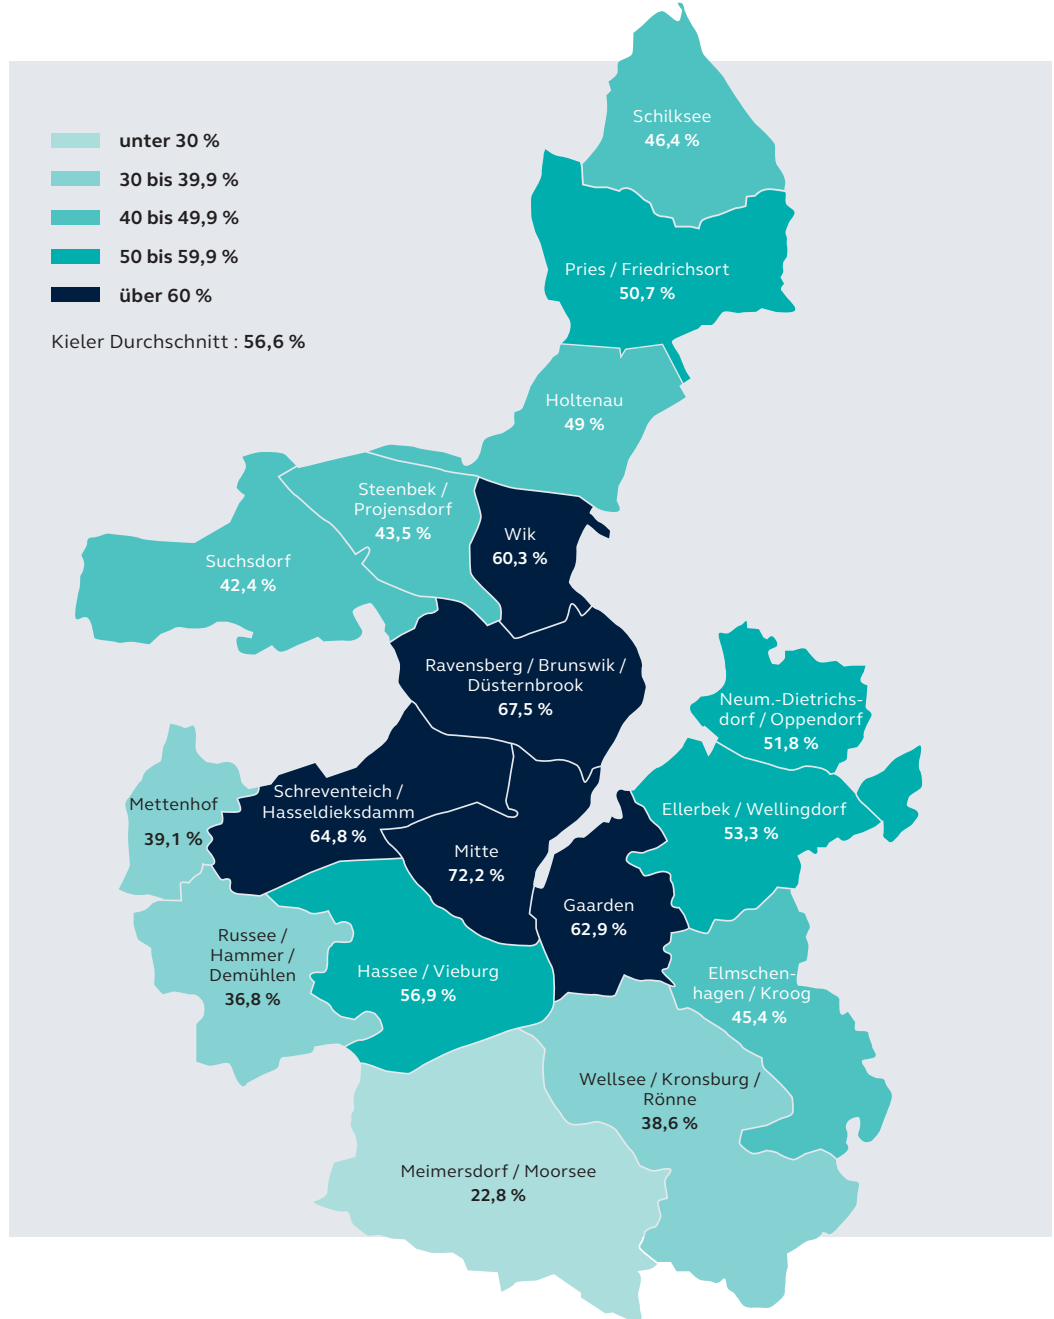 unter 30 %
30 bis 39,9 %
40 bis 49,9 %
50 bis 59,9 %
über 60 %
Kieler Durchschnitt : 56,6 %
Schilksee
46,4 %
Pries / Friedrichsort
50,7 %
Holtenau
49 %
Steenbek /
Projensdorf
43,5 %
Wik
60,3 %
Suchsdorf
42,4 %
Ravensberg / Brunswik /
Düsternbrook
67,5 %
Neum.-Dietrichs-
dorf / Oppendorf
51,8 %
Mettenhof
39,1 %
Schreventeich /
Hasseldieksdamm
64,8 %
Ellerbek / Wellingdorf
53,3 %
Mitte
72,2 %
Gaarden
62,9 %
Russee /
Hammer /
Demühlen
36,8 %
Hassee / Vieburg
56,9 %
Elmschen-
hagen / Kroog
45,4 %
Wellsee / Kronsburg /
Rönne
38,6 %
Meimersdorf / Moorsee
22,8 %